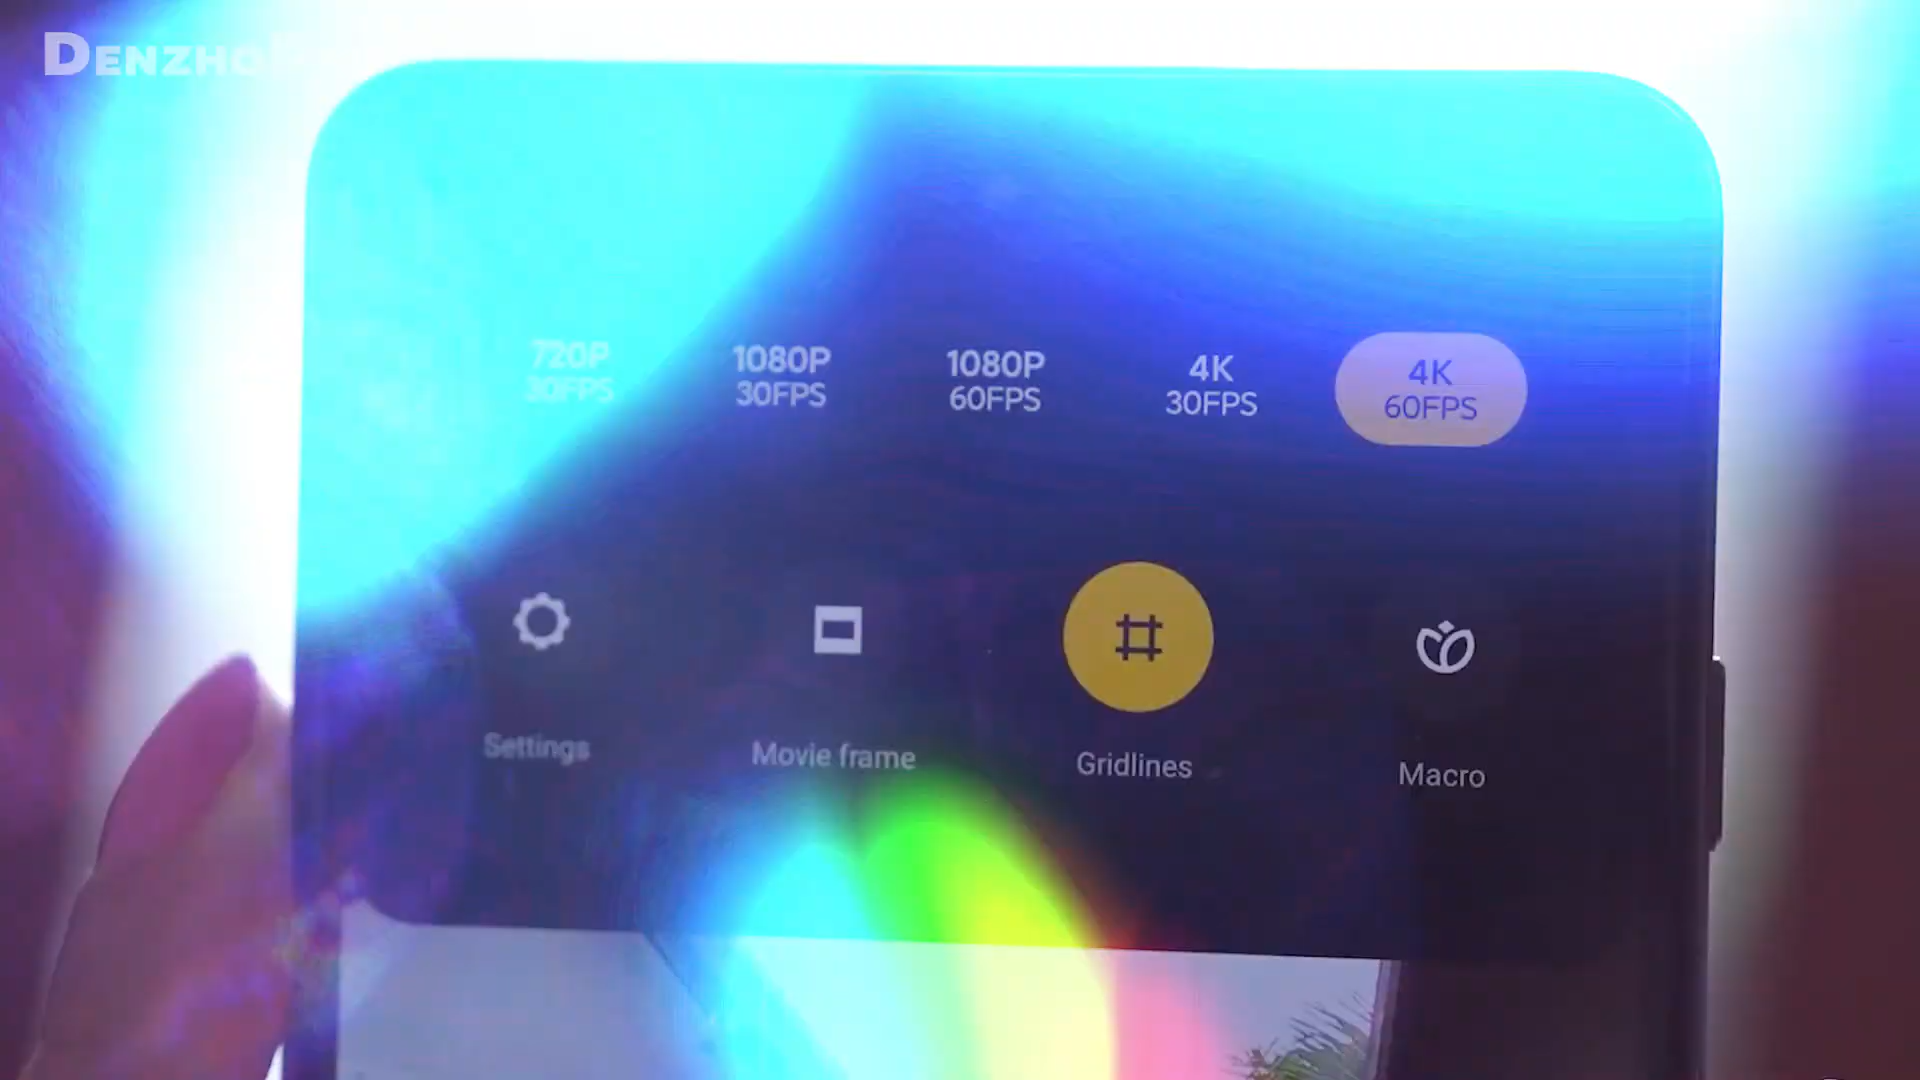 720P
30FPS
1080P
30FPS
1080P
60FPS
4K
30FPS
4K
60FPS
Settings
Movie frame
Gridlines
Macro